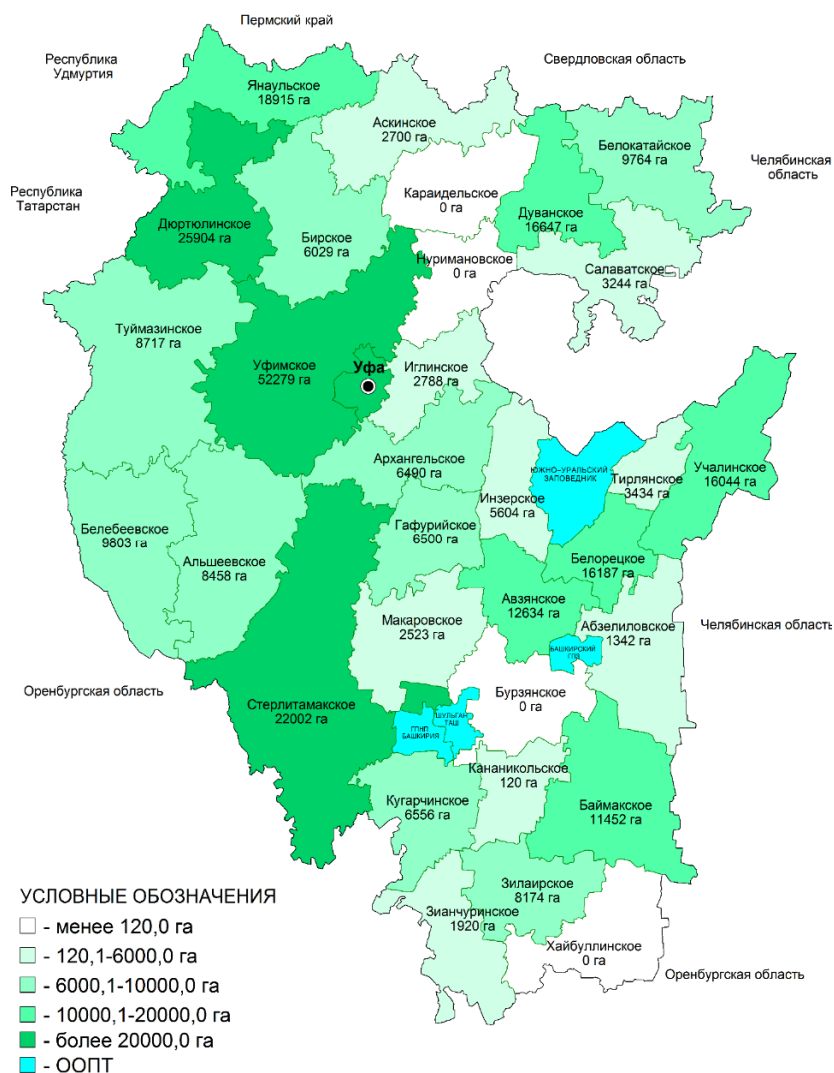 Пермский край
Республика
Удмуртия
Свердловская область
Янаульское
18915 га
Аскинское
2700 га
Белокатайское
9764 га
Челябинская
область
Республика
Татарстан
Караидельское
0 га
Дуванское
16647 га
Дюртюлинское
25904 га
Бирское
6029 га
Нуримановское
0 га
Салаватское
3244 га
Туймазинское
8717 га
Уфимское
52279 га
Уфа
Иглинское
2788 га
Архангельское
6490 га
ЮЖНО-УРАЛЬСКИЙ
ЗАПОВЕДНИК
Тирлянское
3434 га
Учалинское
16044 га
Инзерское
5604 га
Белебеевское
9803 га
Альшеевское
8458 га
Гафурийское
6500 га
Белорецкое
16187 га
Авзянское
12634 га
Макаровское
2523 га
Абзелиловское
1342 га
Челябинская область
БАШКИРСКИЙ
ГПЗ
Оренбургская область
Стерлитамакское
22002 га
Бурзянское
0 га
ШУЛЬГАН
ТАШ
ГПНП
БАШКИРИЯ
Кананикольское
120 га
Кугарчинское
6556 га
Баймакское
11452 га
Зилаирское
8174 га
Зианчуринское
1920 га
Хайбуллинское
0 га
Оренбургская область
УСЛОВНЫЕ ОБОЗНАЧЕНИЯ
- менее 120,0 га
- 120,1-6000,0 га
- 6000,1-10000,0 га
- 10000,1-20000,0 га
- более 20000,0 га
- ООПТ